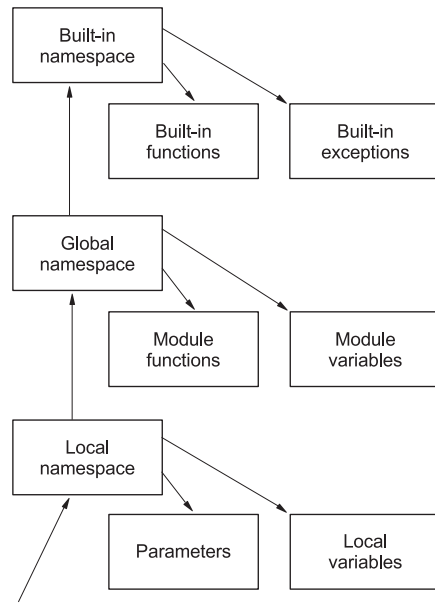 Built-in
namespace
Built-in
functions
Built-in
exceptions
Global
namespace
Module
functions
Module
variables
Local
namespace
Parameters
Local
variables